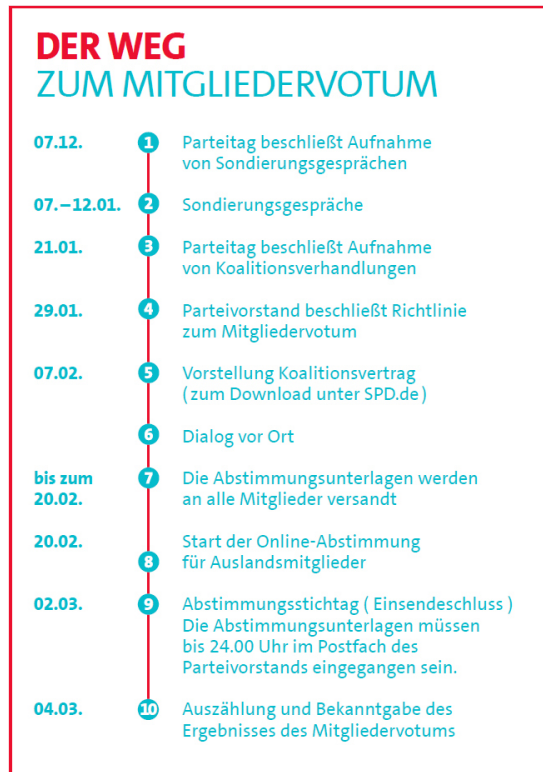 DER WEG
ZUM MITGLIEDERVOTUM
07.12. 1 Parteitag beschließt Aufnahme
von Sondierungsgesprächen
07.–12.01. 2 Sondierungsgespräche
21.01. 3 Parteitag beschließt Aufnahme
von Koalitionsverhandlungen
29.01. 4 Parteivorstand beschließt Richtlinie
zum Mitgliedervotum
07.02. 5 Vorstellung Koalitionsvertrag
( zum Download unter SPD.de )
6 Dialog vor Ort
bis zum 7 Die Abstimmungsunterlagen werden
20.02. an alle Mitglieder versandt
20.02. Start der Online-Abstimmung
8 für Auslandsmitglieder
02.03. 9 Abstimmungsstichtag ( Einsendeschluss )
Die Abstimmungsunterlagen müssen
bis 24.00 Uhr im Postfach des
Parteivorstands eingegangen sein.
04.03. 10 Auszählung und Bekanntgabe des
Ergebnisses des Mitgliedervotums